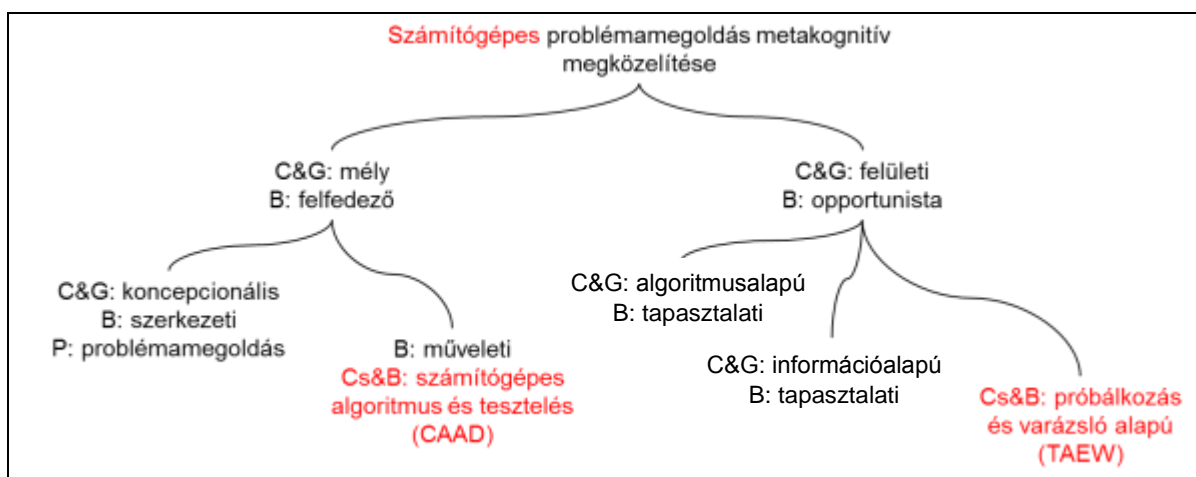 Számítógépes problémamegoldás metakognitív
megközelítése
C&G: mély
B: felfedező
C&G: felületi
B: opportunista
C&G: koncepcionális
B: szerkezeti
P: problémamegoldás
B: műveleti
Cs&B: számítógépes
algoritmus és tesztelés
(CAAD)
C&G: algoritmusalapú
B: tapasztalati
C&G: információalapú
B: tapasztalati
Cs&B: próbálkozás
és varázsló alapú
(TAEW)